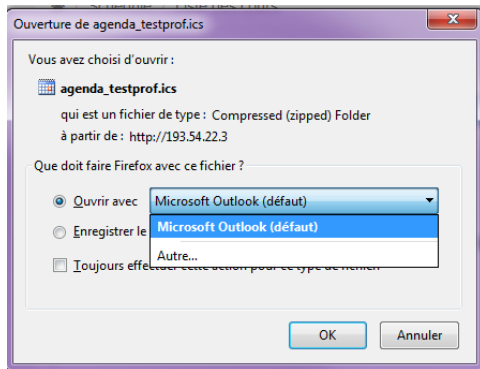 Ouverture de agenda_testprof.ics
Vous avez choisi d'ouvrir :
agenda_testprof.ics
qui est un fichier de type : Compressed (zipped) Folder
à partir de : http://193.54.22.3
Que doit faire Firefox avec ce fichier ?
Ouvrir avec Microsoft Outlook (défaut)
Enregistrer le Microsoft Outlook (défaut)
Autre...
Toujours effectuer cette action pour ce type de fichier
OK Annuler